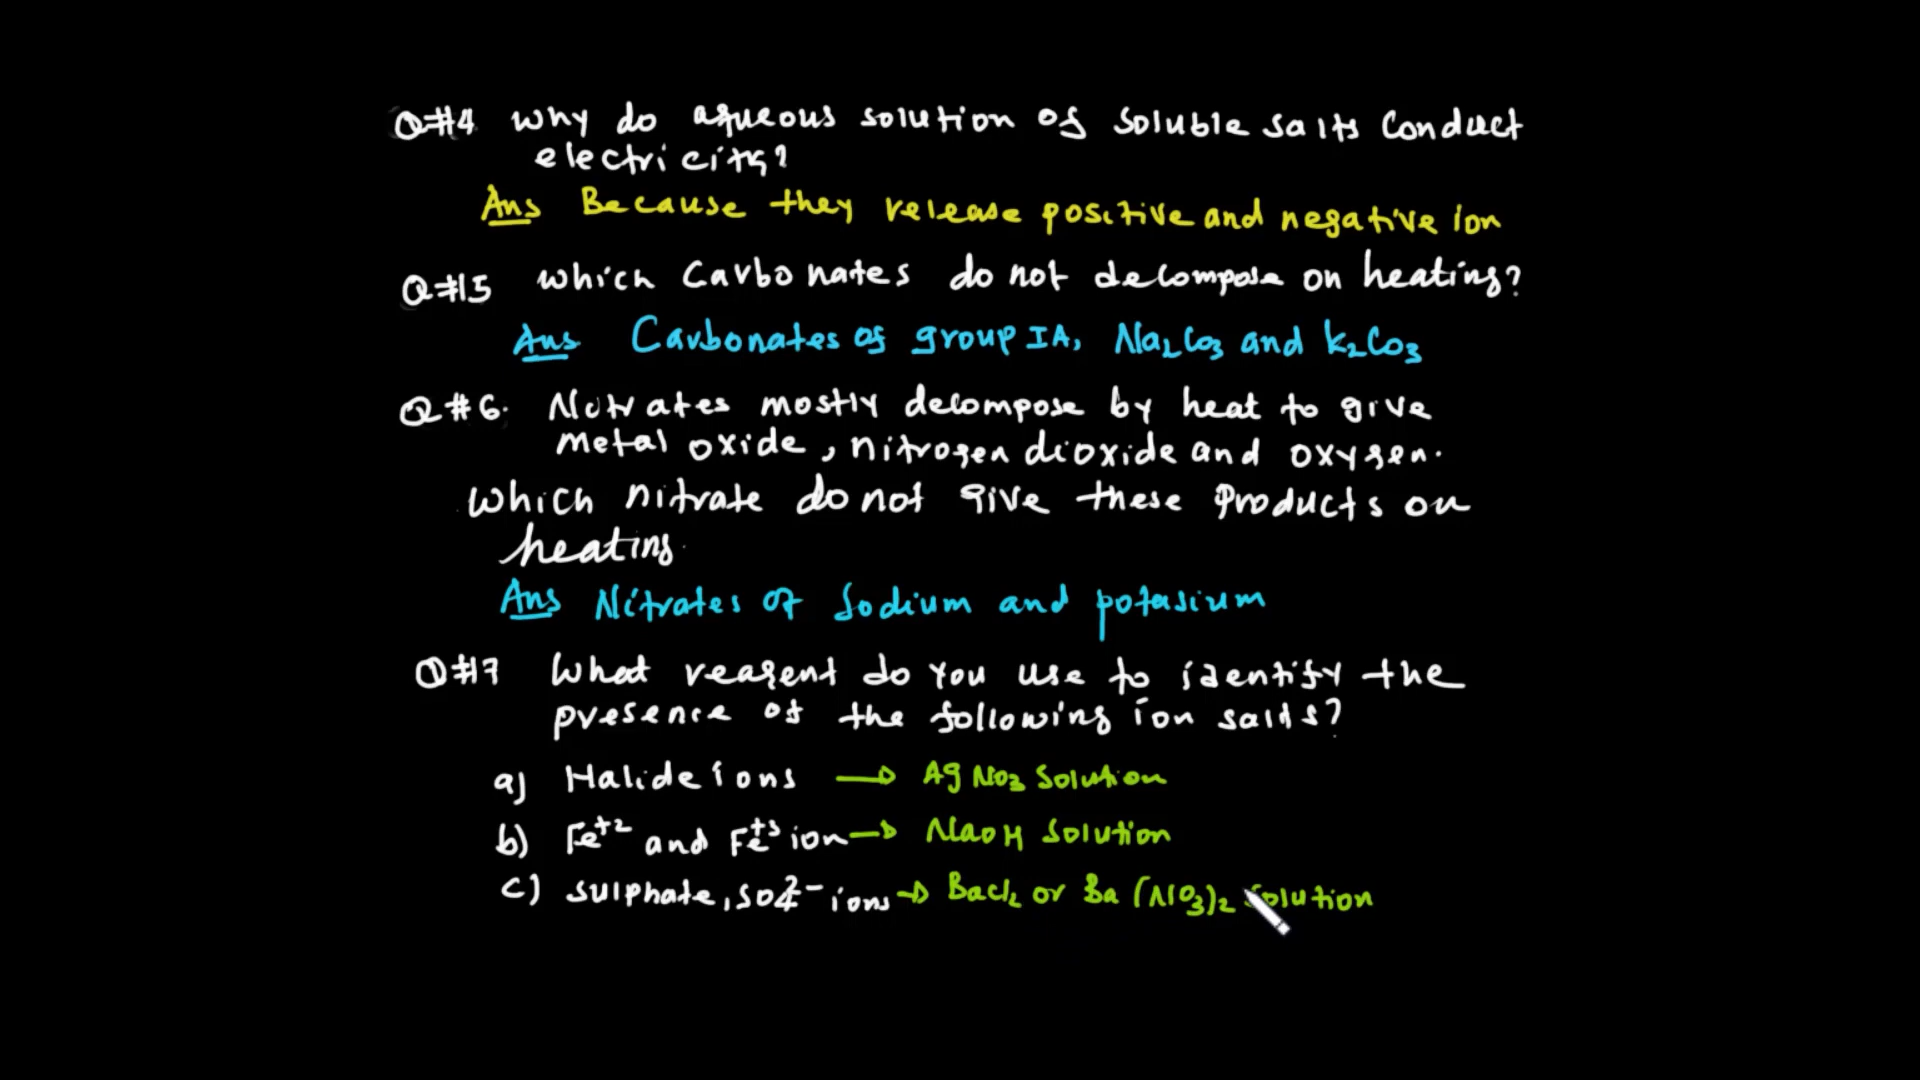 Q#4 Why do aqueous solution of soluble salts conduct
electricity?
Ans Because they release positive and negative ion
Q#5 Which Carbonates do not decompose on heating?
Ans Carbonates of group IA, Na₂CO₃ and K₂CO₃
Q#6. Nitrates mostly decompose by heat to give
metal oxide, nitrogen dioxide and oxygen.
Which nitrate do not give these products on
heating
Ans Nitrates of Sodium and potasium
Q#7 What reagent do you use to identify the
presence of the following ion salts?
a) Halide ions → AgNO₃ Solution
b) Fe⁺² and Fe⁺³ ion → NaOH Solution
c) sulphate, SO₄²⁻ ions → BaCl₂ or Ba(NO₃)₂ Solution